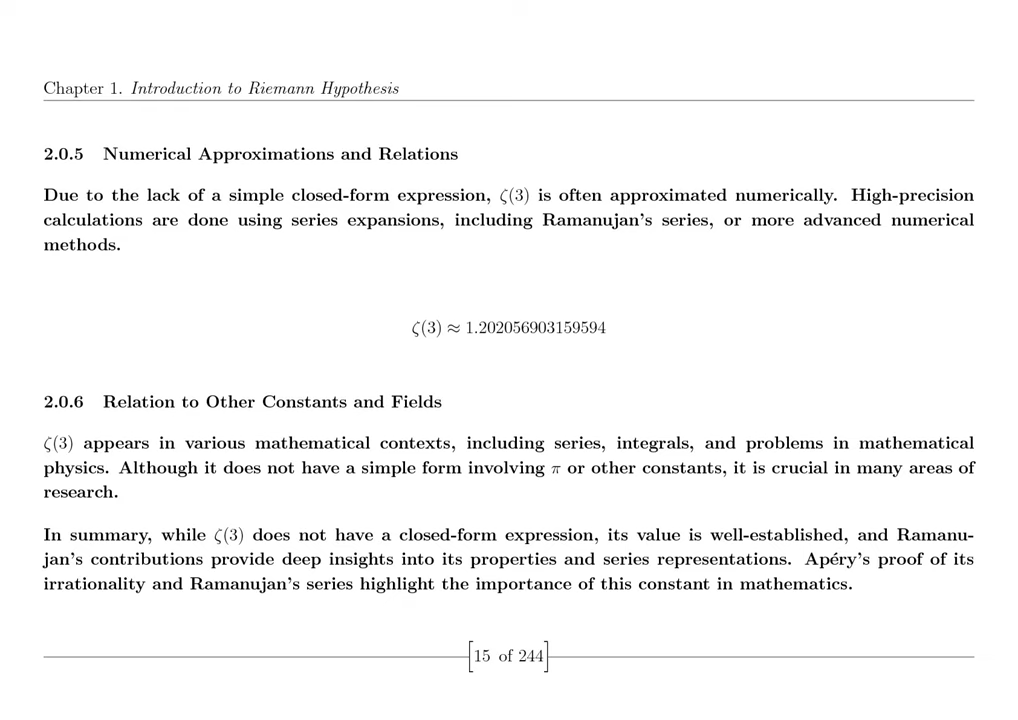 Chapter 1. Introduction to Riemann Hypothesis
2.0.5 Numerical Approximations and Relations
Due to the lack of a simple closed-form expression, ζ(3) is often approximated numerically. High-precision
calculations are done using series expansions, including Ramanujan's series, or more advanced numerical
methods.
ζ(3) ≈ 1.202056903159594
2.0.6 Relation to Other Constants and Fields
ζ(3) appears in various mathematical contexts, including series, integrals, and problems in mathematical
physics. Although it does not have a simple form involving π or other constants, it is crucial in many areas of
research.
In summary, while ζ(3) does not have a closed-form expression, its value is well-established, and Ramanu-
jan's contributions provide deep insights into its properties and series representations. Apéry's proof of its
irrationality and Ramanujan's series highlight the importance of this constant in mathematics.
[15 of 244]